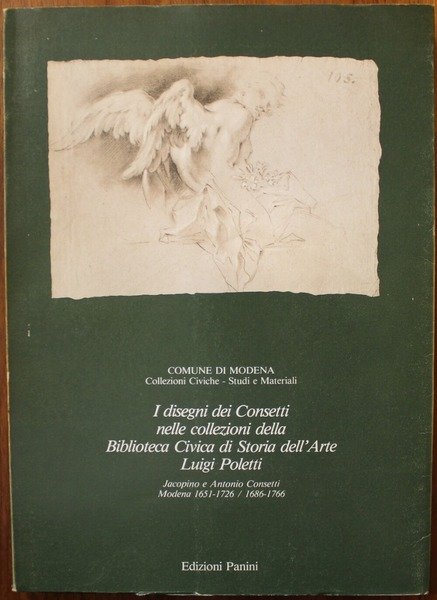 COMUNE DI MODENA
Collezioni Civiche - Studi e Materiali
I disegni dei Consetti
nelle collezioni della
Biblioteca Civica di Storia dell'Arte
Luigi Poletti
Jacopino e Antonio Consetti
Modena 1651-1726 / 1686-1766
Edizioni Panini